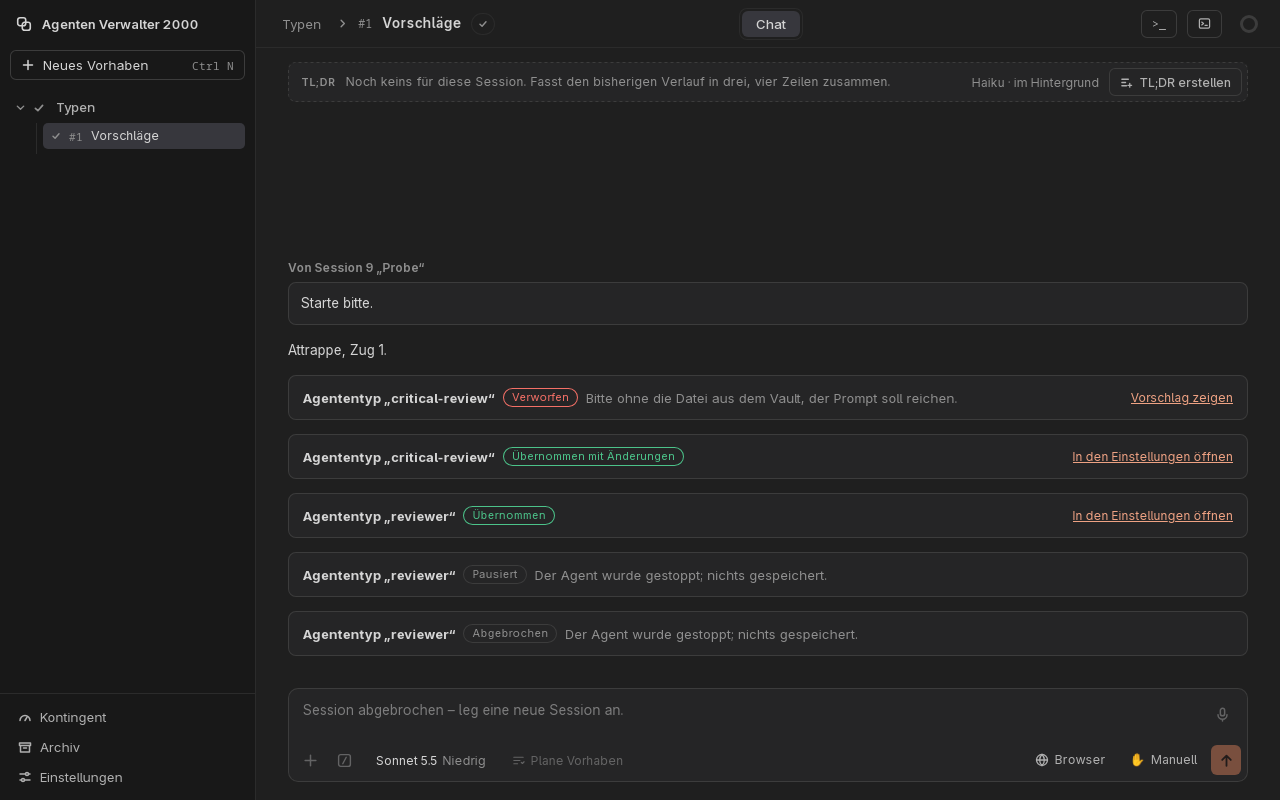 Agenten Verwalter 2000
Neues Vorhaben Ctrl N
Typen
#1 Vorschläge
Kontingent
Archiv
Einstellungen
Typen #1 Vorschläge
Chat
>_
TL;DR Noch keins für diese Session. Fasst den bisherigen Verlauf in drei, vier Zeilen zusammen. Haiku · im Hintergrund TL;DR erstellen
Von Session 9 „Probe“
Starte bitte.
Attrappe, Zug 1.
Agententyp „critical-review“ Verworfen Bitte ohne die Datei aus dem Vault, der Prompt soll reichen. Vorschlag zeigen
Agententyp „critical-review“ Übernommen mit Änderungen In den Einstellungen öffnen
Agententyp „reviewer“ Übernommen In den Einstellungen öffnen
Agententyp „reviewer“ Pausiert Der Agent wurde gestoppt; nichts gespeichert.
Agententyp „reviewer“ Abgebrochen Der Agent wurde gestoppt; nichts gespeichert.
Session abgebrochen – leg eine neue Session an.
Sonnet 5.5 Niedrig Plane Vorhaben Browser Manuell